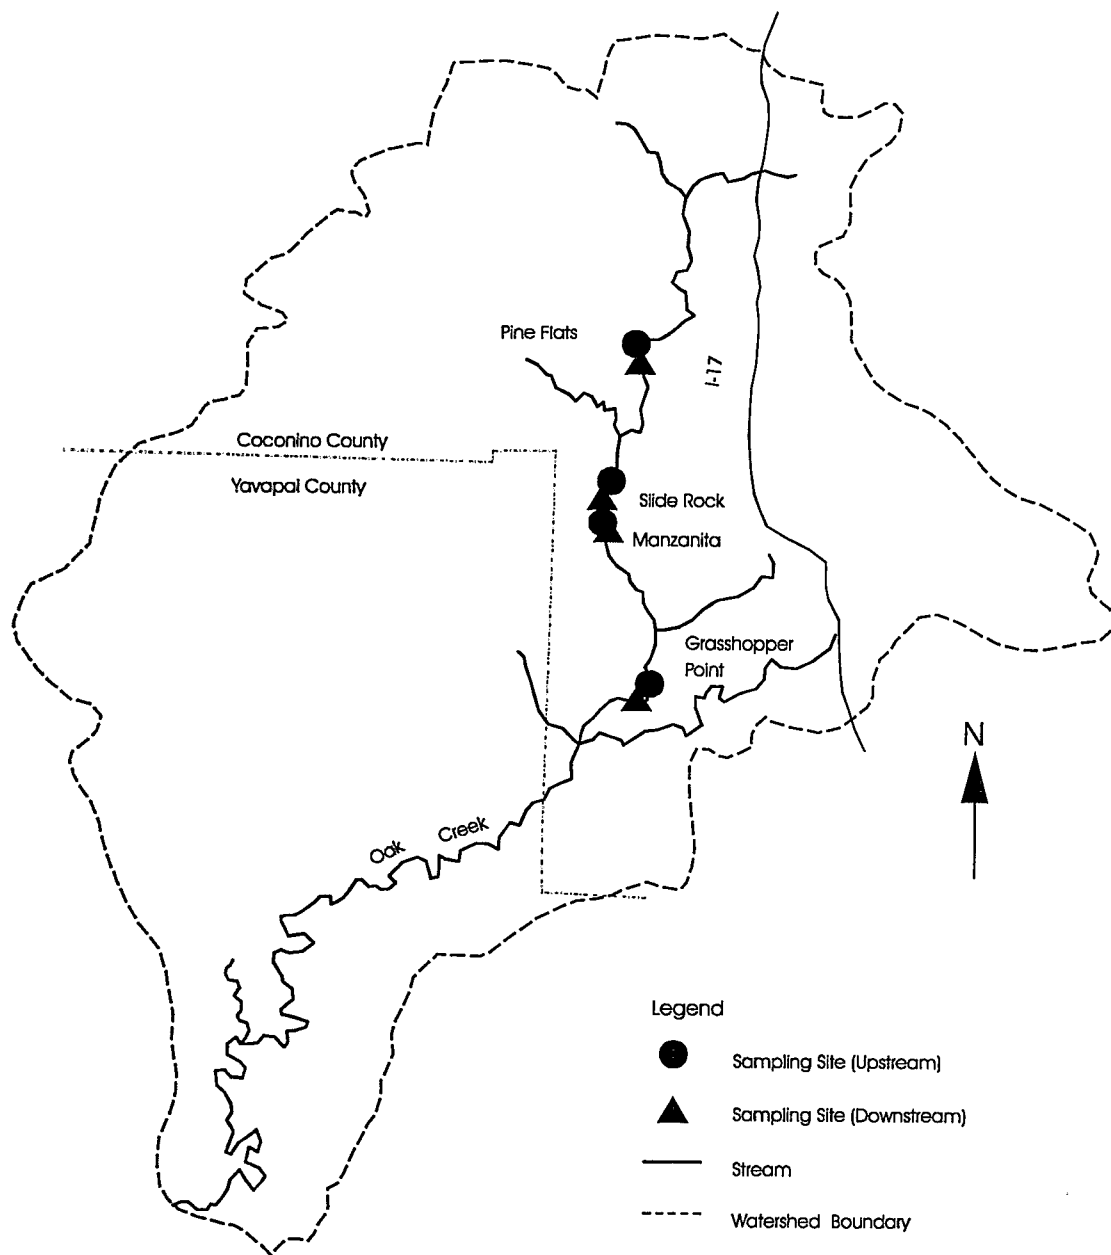 Pine Flats
I-17
Coconino County
Yavapai County
Slide Rock
Manzanita
Grasshopper
Point
N
Oak Creek
Legend
Sampling Site (Upstream)
Sampling Site (Downstream)
Stream
Watershed Boundary